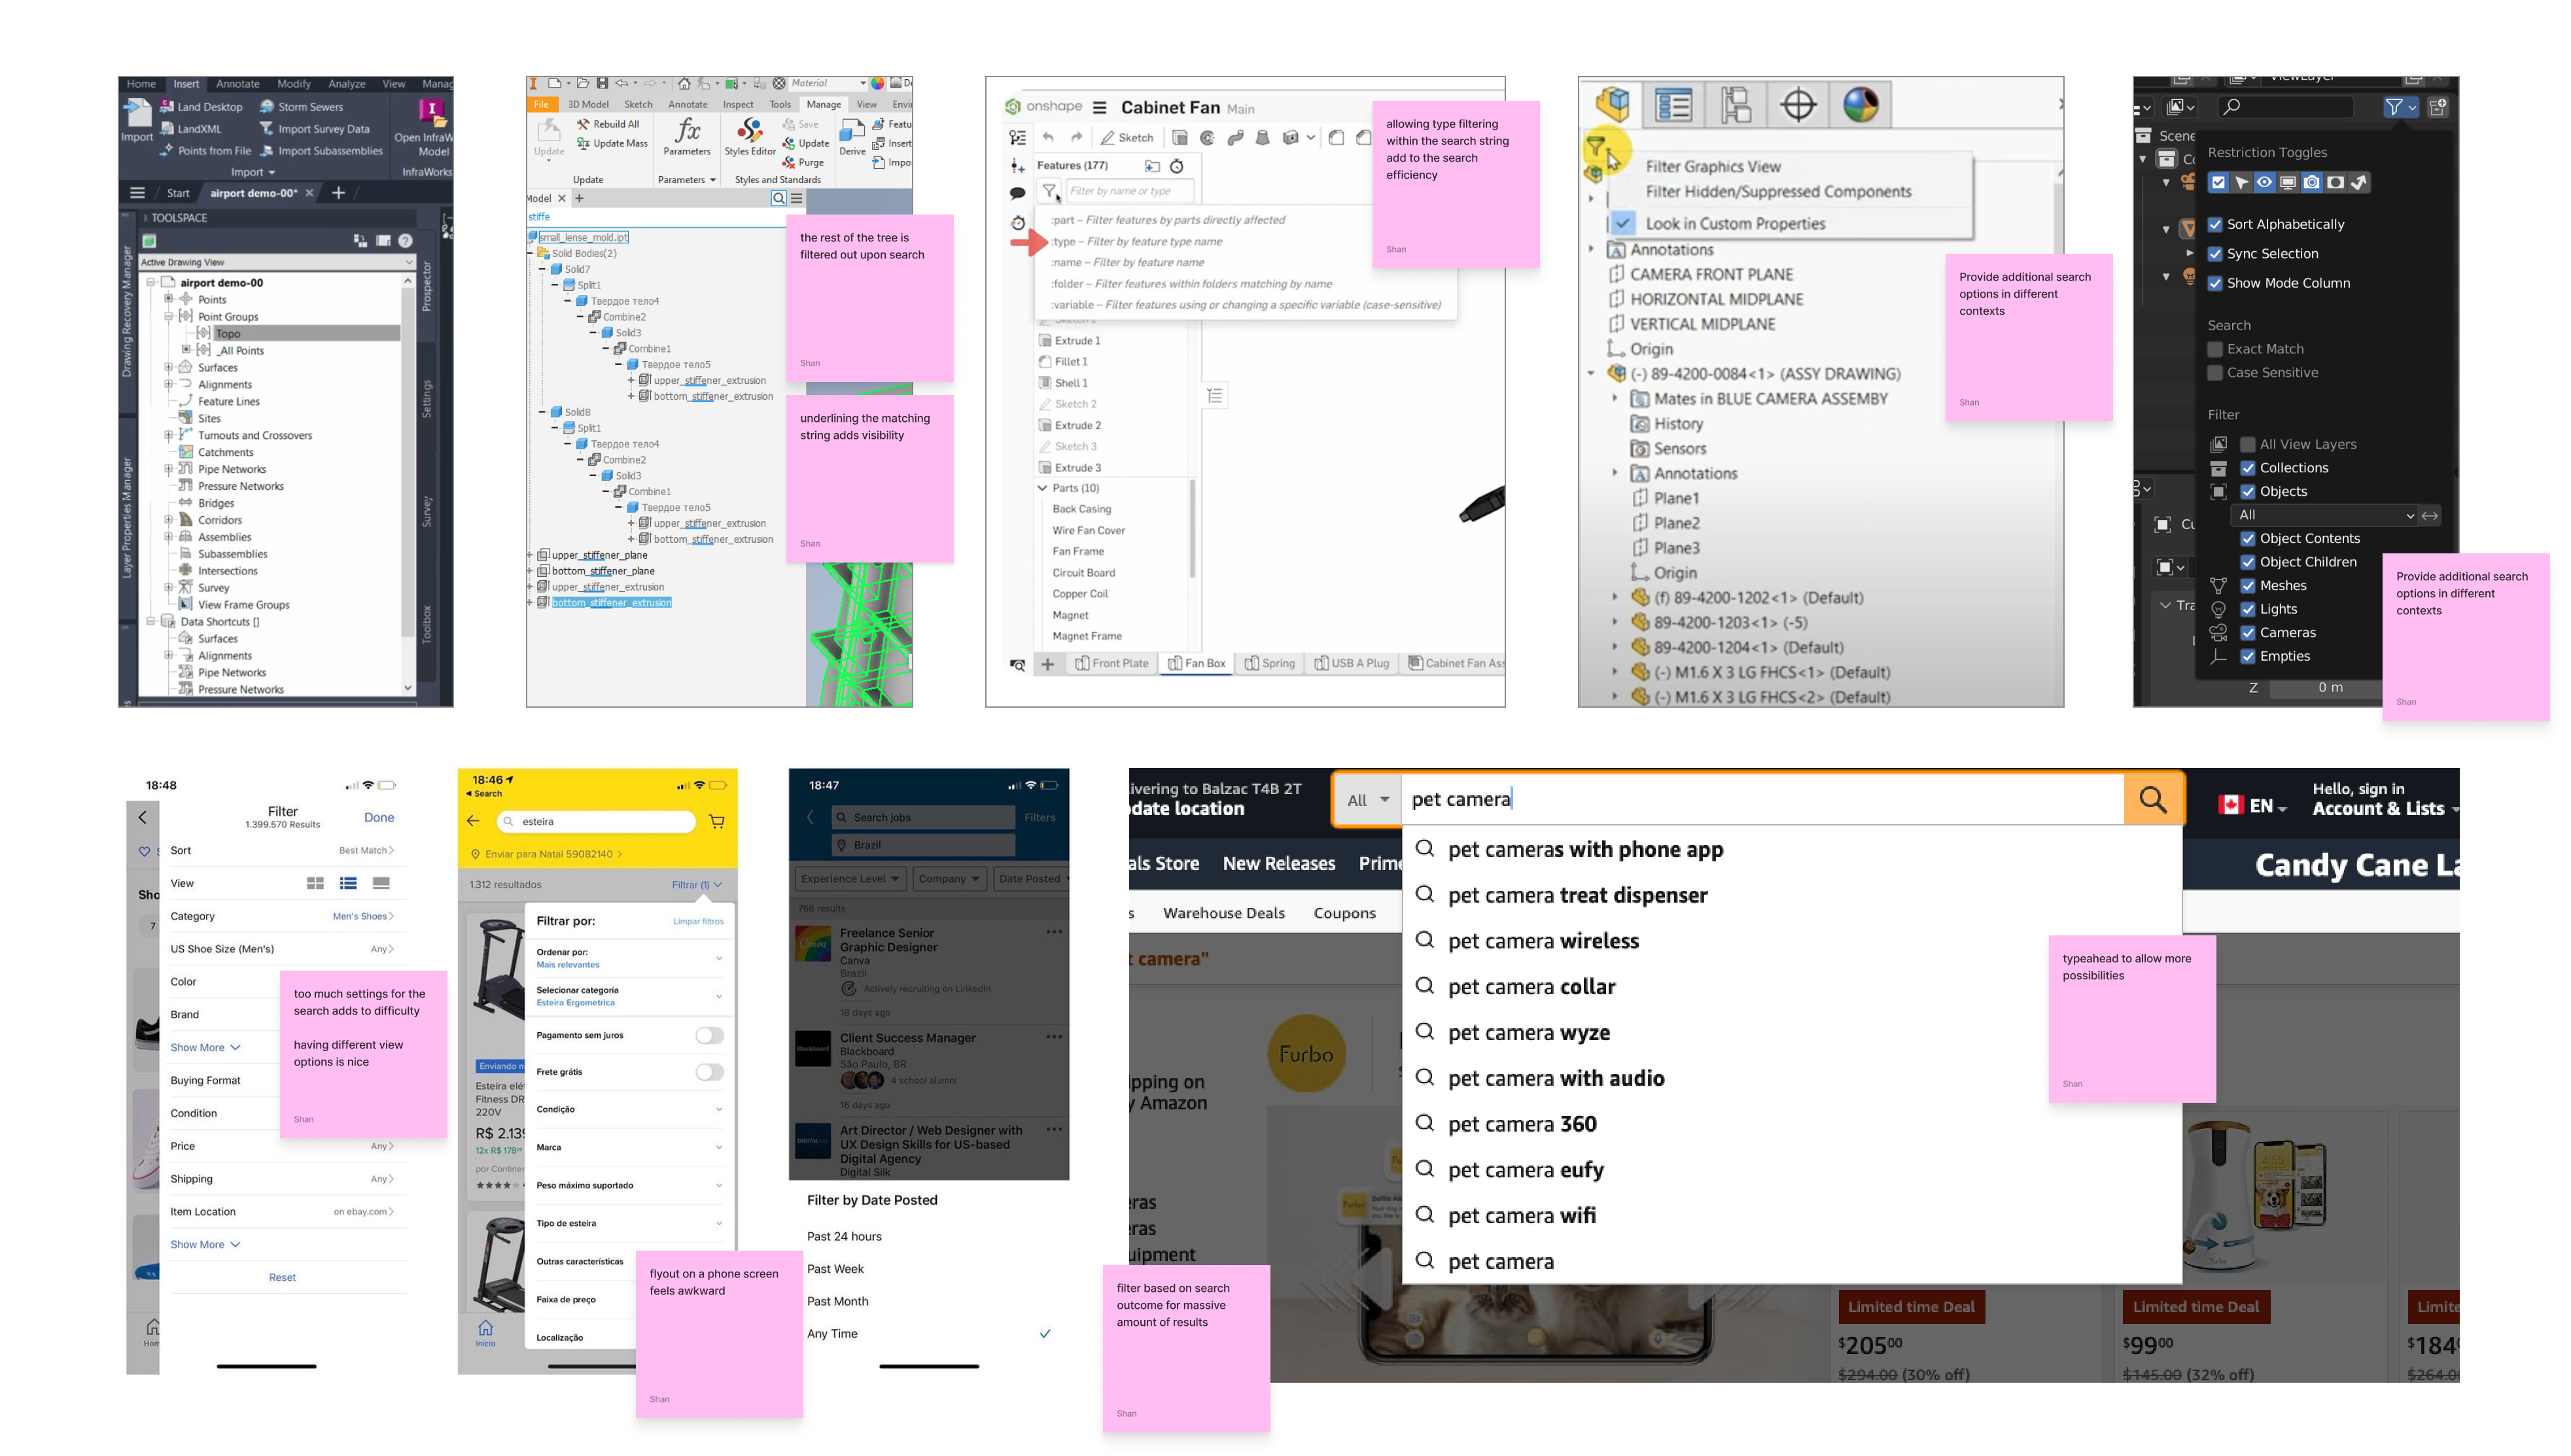 Home Insert Annotate Modify Analyze View Manag
Land Desktop Storm Sewers
Import LandXML Import Survey Data Open InfraW
Points from File Import Subassemblies Model
Import InfraWorks
Start airport demo-00*
TOOLSPACE
Active Drawing View
airport demo-00
Points
Point Groups
Topo
_All Points
Surfaces
Alignments
Feature Lines
Sites
Turnouts and Crossovers
Catchments
Pipe Networks
Pressure Networks
Bridges
Corridors
Assemblies
Subassemblies
Intersections
Survey
View Frame Groups
Data Shortcuts []
Surfaces
Alignments
Pipe Networks
Pressure Networks
Drawing Recovery Manager
Layer Properties Manager
Prospector
Settings
Survey
Toolbox
Material
File 3D Model Sketch Annotate Inspect Tools Manage View Envi
Rebuild All Save Featu
Update Update Mass Parameters Styles Editor Update Derive Insert
Purge Impo
Update Parameters Styles and Standards
Model × +
stiffe
small_lense_mold.ipt
Solid Bodies(2)
Solid7
Split1
Твердое тело4
Combine2
Solid3
Combine1
Твердое тело5
upper_stiffener_extrusion
bottom_stiffener_extrusion
Solid8
Split1
Твердое тело4
Combine2
Solid3
Combine1
Твердое тело5
upper_stiffener_extrusion
bottom_stiffener_extrusion
upper_stiffener_plane
bottom_stiffener_plane
upper_stiffener_extrusion
bottom_stiffener_extrusion
the rest of the tree is
filtered out upon search
Shan
underlining the matching
string adds visibility
Shan
onshape Cabinet Fan Main
Sketch
Features (177)
Filter by name or type
:part – Filter features by parts directly affected
:type – Filter by feature type name
:name – Filter by feature name
:folder – Filter features within folders matching by name
:variable – Filter features using or changing a specific variable (case-sensitive)
Extrude 1
Fillet 1
Shell 1
Sketch 2
Extrude 2
Sketch 3
Extrude 3
Parts (10)
Back Casing
Wire Fan Cover
Fan Frame
Circuit Board
Copper Coil
Magnet
Magnet Frame
Front Plate Fan Box Spring USB A Plug Cabinet Fan Ass
allowing type filtering
within the search string
add to the search
efficiency
Shan
Filter Graphics View
Filter Hidden/Suppressed Components
Look in Custom Properties
Annotations
CAMERA FRONT PLANE
HORIZONTAL MIDPLANE
VERTICAL MIDPLANE
Origin
(-) 89-4200-0084<1> (ASSY DRAWING)
Mates in BLUE CAMERA ASSEMBY
History
Sensors
Annotations
Plane1
Plane2
Plane3
Origin
(f) 89-4200-1202<1> (Default)
89-4200-1203<1> (-5)
89-4200-1204<1> (Default)
(-) M1.6 X 3 LG FHCS<1> (Default)
(-) M1.6 X 3 LG FHCS<2> (Default)
Provide additional search
options in different
contexts
Shan
ViewLayer
Scene
Restriction Toggles
Sort Alphabetically
Sync Selection
Show Mode Column
Search
Exact Match
Case Sensitive
Filter
All View Layers
Collections
Objects
All
Object Contents
Object Children
Meshes
Lights
Cameras
Empties
Z 0 m
Provide additional search
options in different
contexts
Shan
18:48
Filter Done
1.399.570 Results
Sort Best Match
View
Category Men's Shoes
US Shoe Size (Men's) Any
Color
Brand
Show More
Buying Format
Condition
Price Any
Shipping Any
Item Location on ebay.com
Show More
Reset
too much settings for the
search adds to difficulty
having different view
options is nice
Shan
18:46
Search
esteira
Enviar para Natal 59082140
1.312 resultados Filtrar (1)
Filtrar por: Limpar filtros
Ordenar por:
Mais relevantes
Selecionar categoria
Esteira Ergometrica
Pagamento sem juros
Frete grátis
Condição
Marca
Peso máximo suportado
Tipo de esteira
Outras características
Faixa de preço
Localização
Enviando n
Esteira elé
Fitness DR
220V
R$ 2.139
por Continen
Início
flyout on a phone screen
feels awkward
Shan
18:47
Search jobs Filters
Brazil
Experience Level Company Date Posted
766 results
Freelance Senior
Graphic Designer
Canva
Brazil
Actively recruiting on LinkedIn
18 days ago
Client Success Manager
Blackboard
São Paulo, BR
4 school alumni
16 days ago
Art Director / Web Designer with
UX Design Skills for US-based
Digital Agency
Digital Silk
Filter by Date Posted
Past 24 hours
Past Week
Past Month
Any Time
filter based on search
outcome for massive
amount of results
Shan
ivering to Balzac T4B 2T
date location
All pet camera
EN Hello, sign in
Account & Lists
als Store New Releases Prime
Candy Cane La
s Warehouse Deals Coupons
t camera"
pet cameras with phone app
pet camera treat dispenser
pet camera wireless
pet camera collar
pet camera wyze
pet camera with audio
pet camera 360
pet camera eufy
pet camera wifi
pet camera
Furbo
pping on
y Amazon
eras
eras
uipment
Limited time Deal Limited time Deal Limite
$205 00 $99 00 $184
$294.00 (30% off) $145.00 (32% off) $264.0
typeahead to allow more
possibilities
Shan